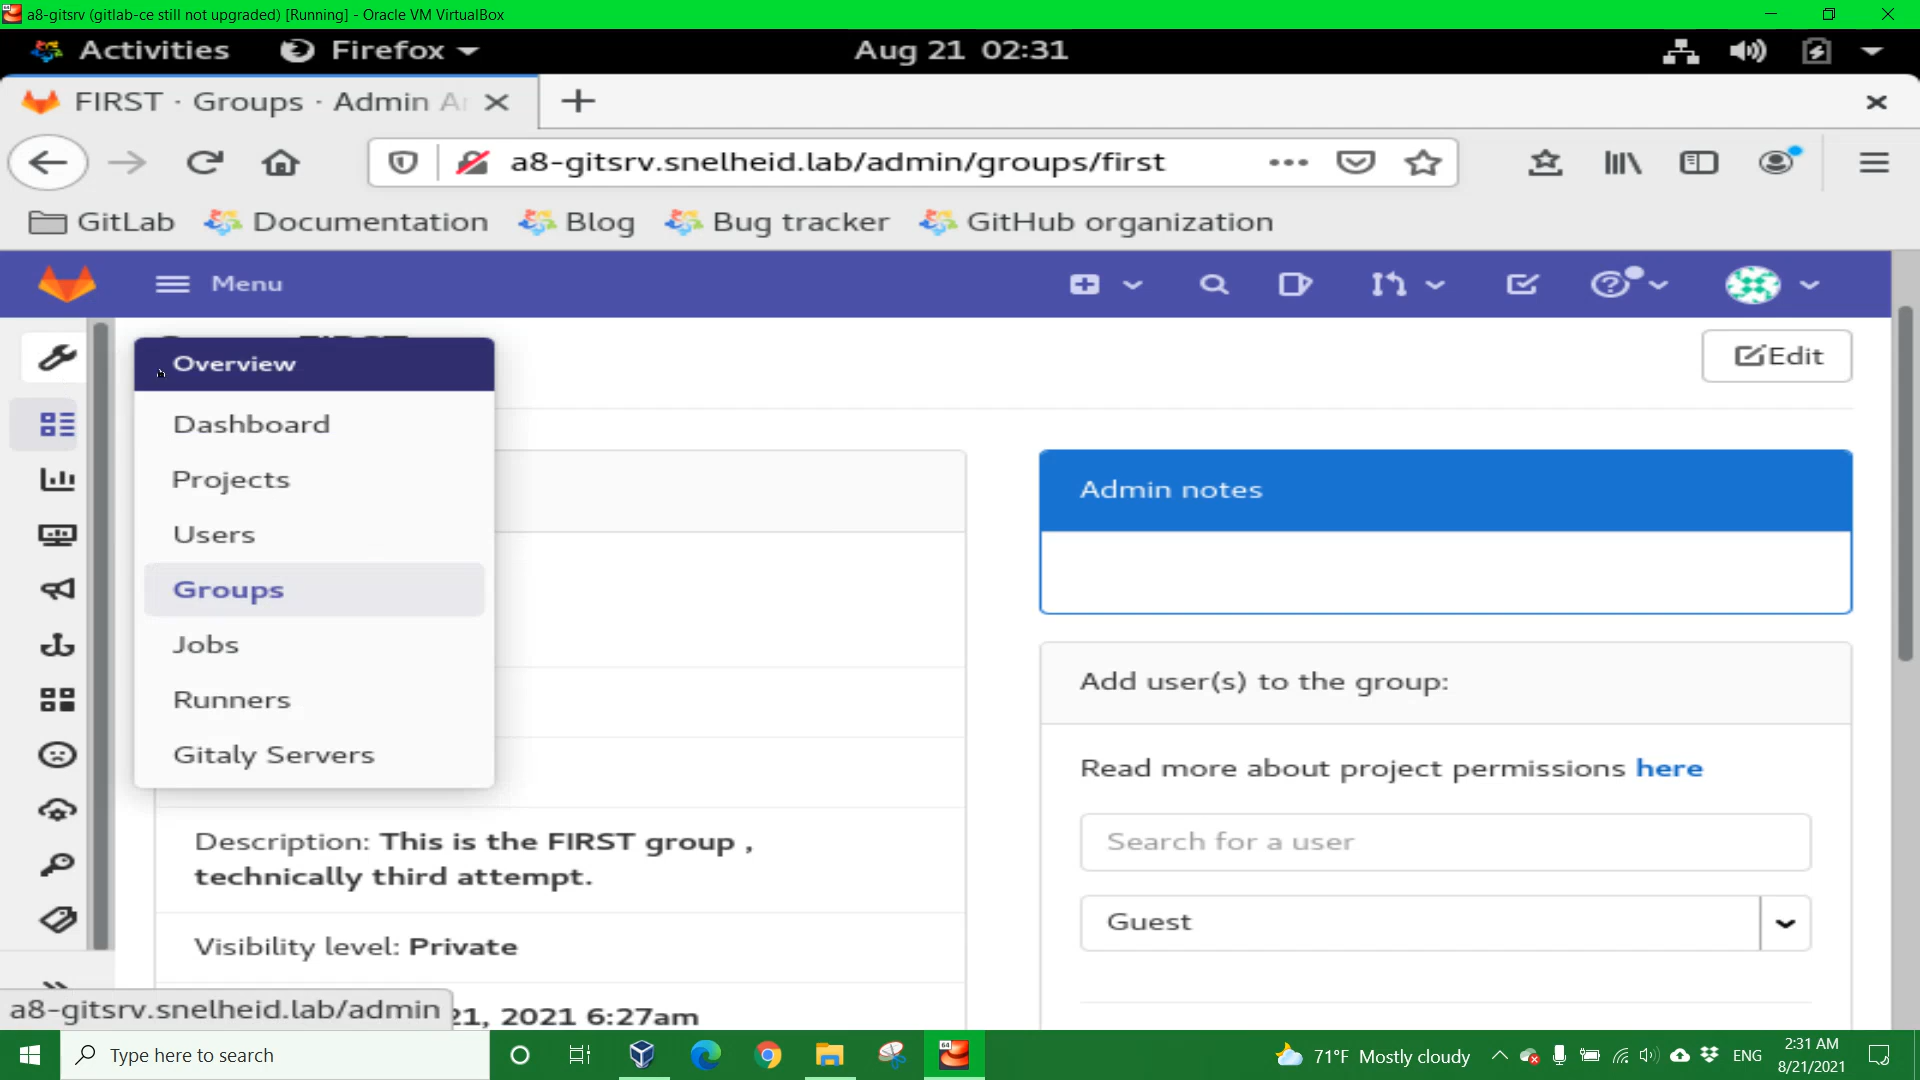 a8-gitsrv (gitlab-ce still not upgraded) [Running] - Oracle VM VirtualBox
Activities Firefox Aug 21 02:31
FIRST · Groups · Admin Ar
a8-gitsrv.snelheid.lab/admin/groups/first
GitLab Documentation Blog Bug tracker GitHub organization
Menu
Overview
Edit
Dashboard
Projects
Users
Groups
Jobs
Runners
Gitaly Servers
Description: This is the FIRST group ,
technically third attempt.
Visibility level: Private
21, 2021 6:27am
Admin notes
Add user(s) to the group:
Read more about project permissions here
Search for a user
Guest
a8-gitsrv.snelheid.lab/admin
Type here to search
71°F Mostly cloudy
ENG
2:31 AM
8/21/2021